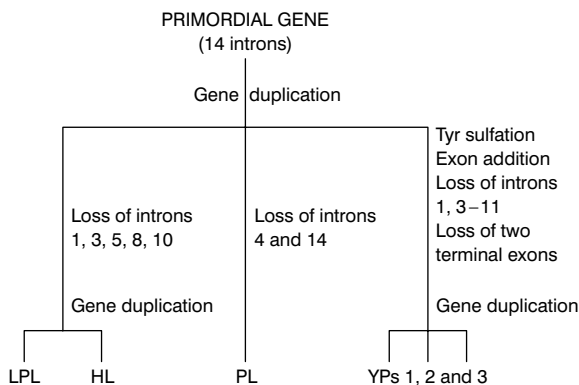 PRIMORDIAL GENE
(14 introns)
Gene duplication
Tyr sulfation
Exon addition
Loss of introns
1, 3–11
Loss of two
terminal exons
Loss of introns
1, 3, 5, 8, 10
Loss of introns
4 and 14
Gene duplication
Gene duplication
LPL
HL
PL
YPs 1, 2 and 3